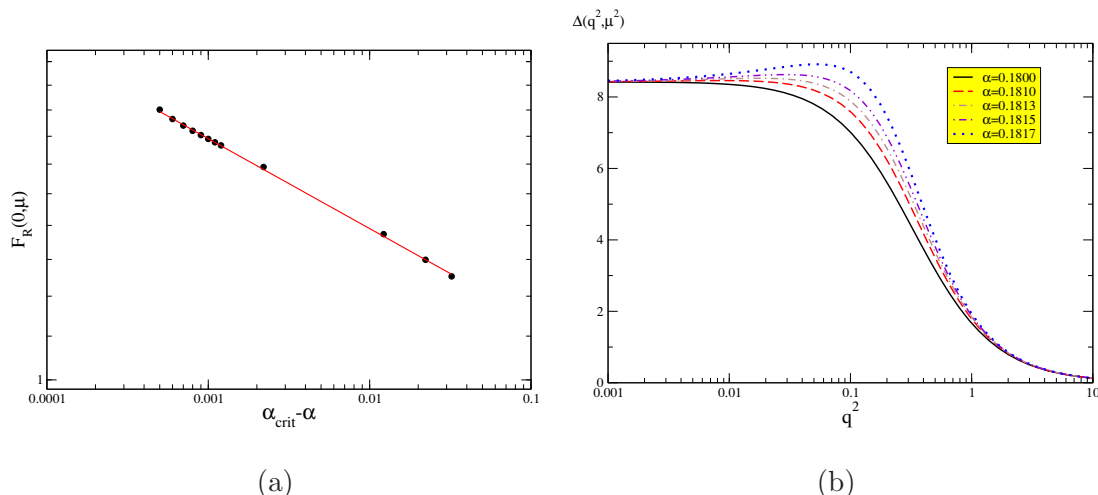 F_R(0,μ)
1
0.0001 0.001 0.01 0.1
α_crit-α
(a)
Δ(q²,μ²)
8
6
4
2
0
0.001 0.01 0.1 1 10
q²
α=0.1800
α=0.1810
α=0.1813
α=0.1815
α=0.1817
(b)